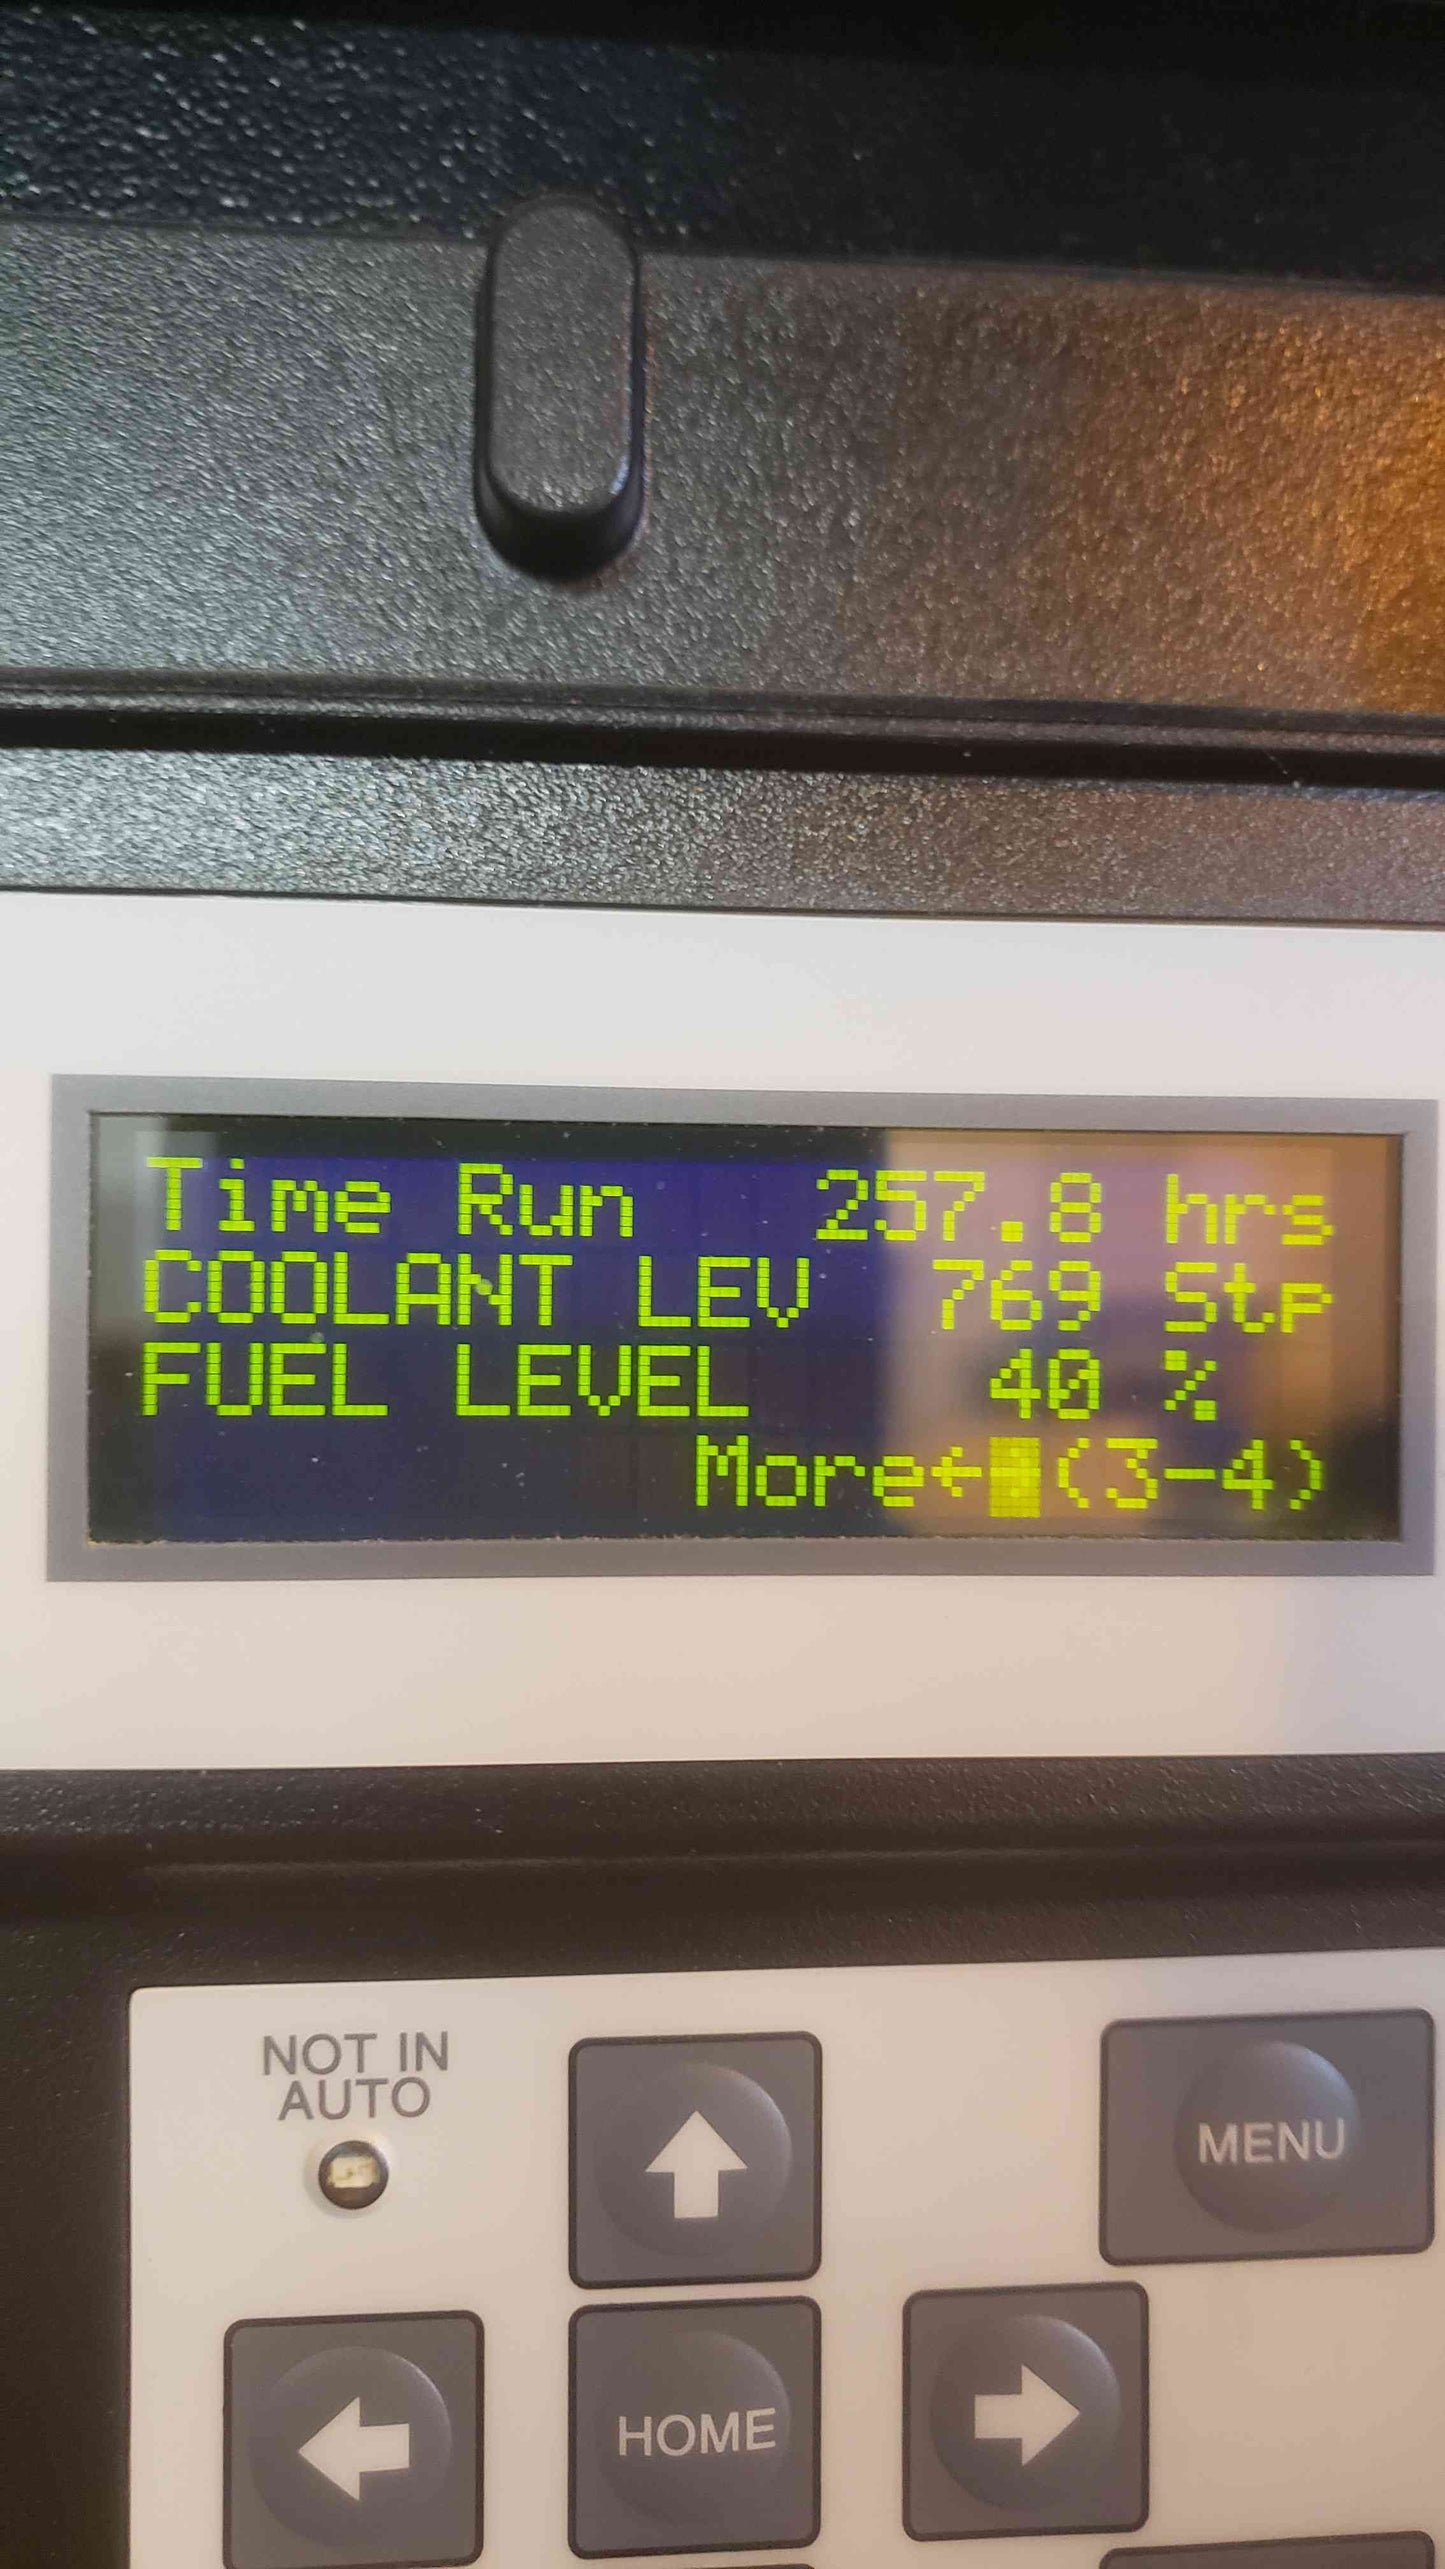 Time Run 257.8 hrs
COOLANT LEV 769 Stp
FUEL LEVEL 40 %
More←→(3-4)
NOT IN
AUTO
MENU
HOME